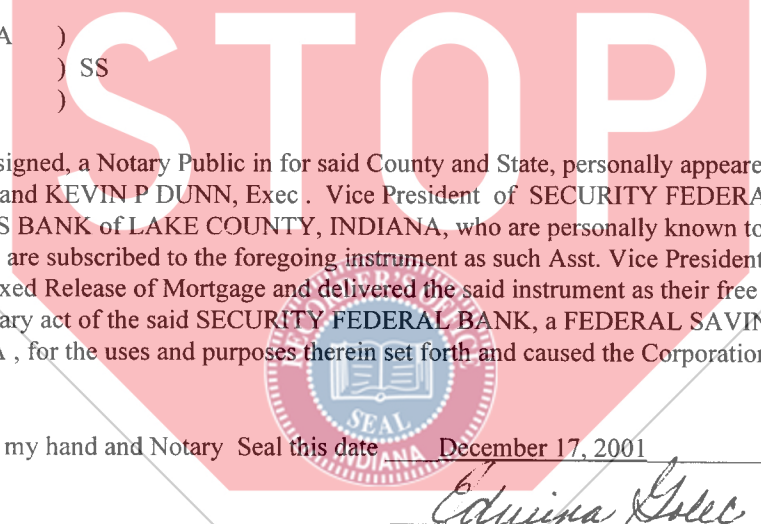 STOP
A )
) SS
)
signed, a Notary Public in for said County and State, personally appeare
and KEVIN P DUNN, Exec . Vice President of SECURITY FEDERA
S BANK of LAKE COUNTY, INDIANA, who are personally known to
are subscribed to the foregoing instrument as such Asst. Vice President
xed Release of Mortgage and delivered the said instrument as their free
ary act of the said SECURITY FEDERAL BANK, a FEDERAL SAVIN
A , for the uses and purposes therein set forth and caused the Corporation
RECORDER'S OFFICE
SEAL
INDIANA
my hand and Notary Seal this date December 17, 2001
Edwina Golec